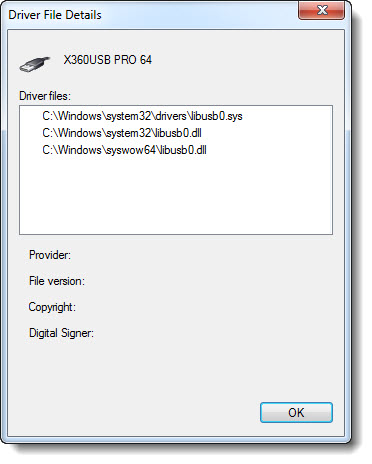 Driver File Details
X360USB PRO 64
Driver files:
C:\Windows\system32\drivers\libusb0.sys
C:\Windows\system32\libusb0.dll
C:\Windows\syswow64\libusb0.dll
Provider:
File version:
Copyright:
Digital Signer:
OK